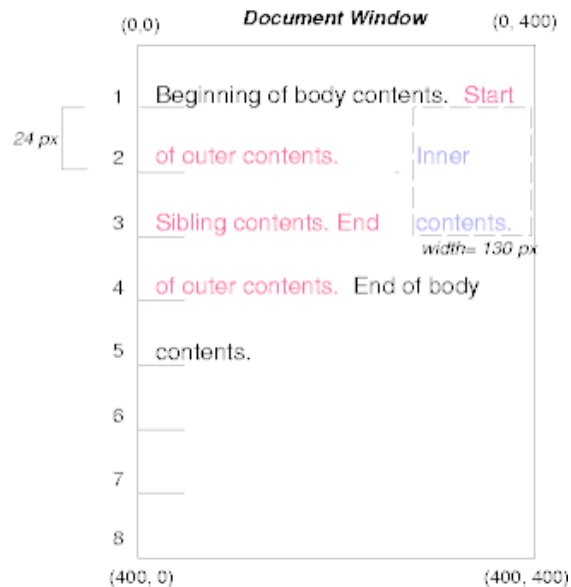 Document Window
(0,0) (0, 400)
1 Beginning of body contents. Start
24 px
2 of outer contents. Inner
3 Sibling contents. End contents.
width= 130 px
4 of outer contents. End of body
5 contents.
6
7
8
(400, 0) (400, 400)